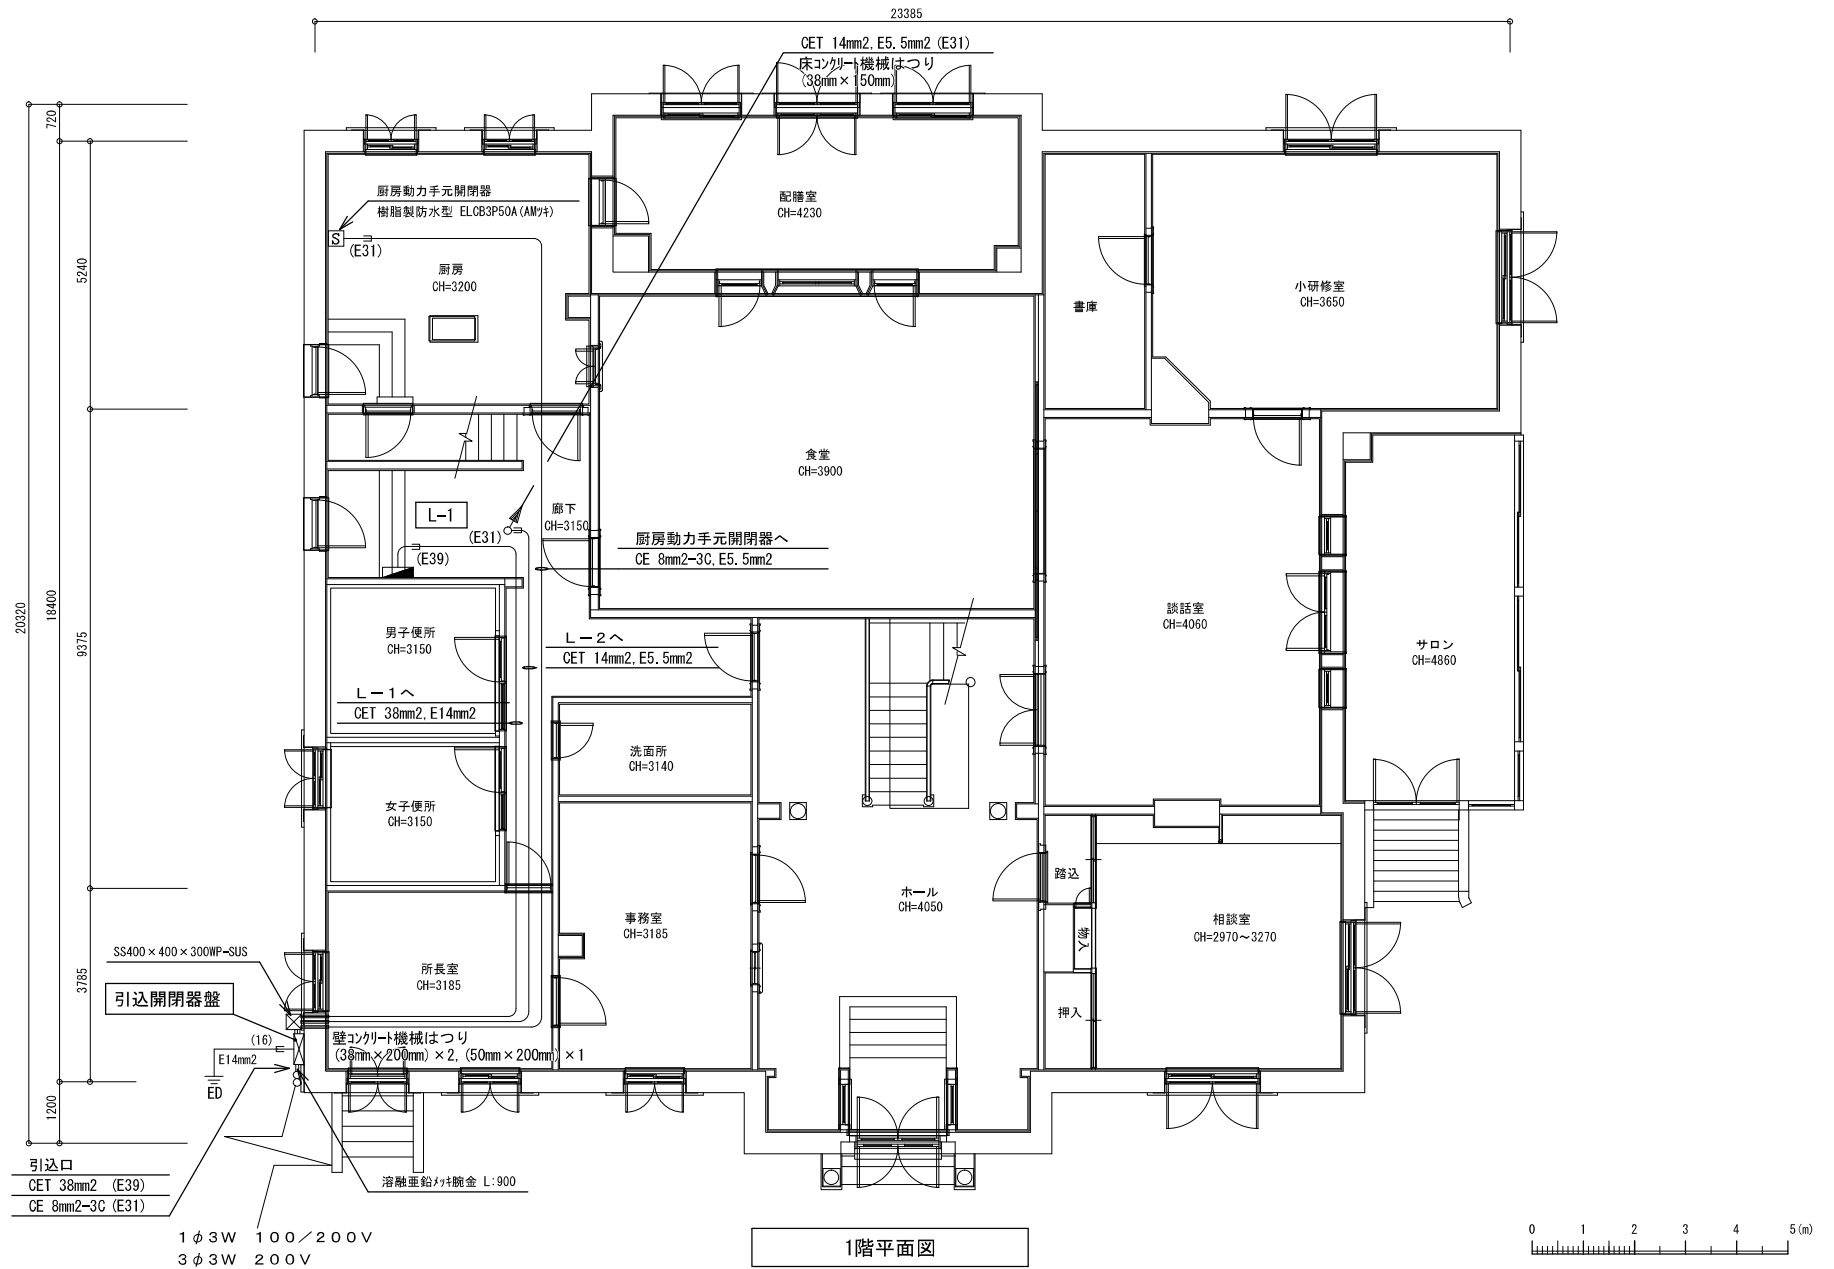 23385
CET 14mm2,E5.5mm2 (E31)
床ｺﾝｸﾘｰﾄ機械はつり
(38mm×150mm)
720
5240
9375
3785
1200
18400
20320
厨房動力手元開閉器
樹脂製防水型 ELCB3P50A(AMﾂｷ)
S
(E31)
厨房
CH=3200
配膳室
CH=4230
書庫
小研修室
CH=3650
食堂
CH=3900
L-1
(E31)
(E39)
廊下
CH=3150
厨房動力手元開閉器へ
CE 8mm2-3C,E5.5mm2
男子便所
CH=3150
L－2へ
CET 14mm2,E5.5mm2
L－1へ
CET 38mm2,E14mm2
談話室
CH=4060
サロン
CH=4860
洗面所
CH=3140
女子便所
CH=3150
踏込
ホール
CH=4050
事務室
CH=3185
物入
相談室
CH=2970～3270
所長室
CH=3185
押入
SS400×400×300WP-SUS
引込開閉器盤
壁ｺﾝｸﾘｰﾄ機械はつり
(38mm×200mm)×2,(50mm×200mm)×1
(16)
E14mm2
ED
引込口
CET 38mm2 (E39)
CE 8mm2-3C (E31)
溶融亜鉛ﾒｯｷ腕金 L:900
1φ3W 100／200V
3φ3W 200V
1階平面図
0 1 2 3 4 5(m)